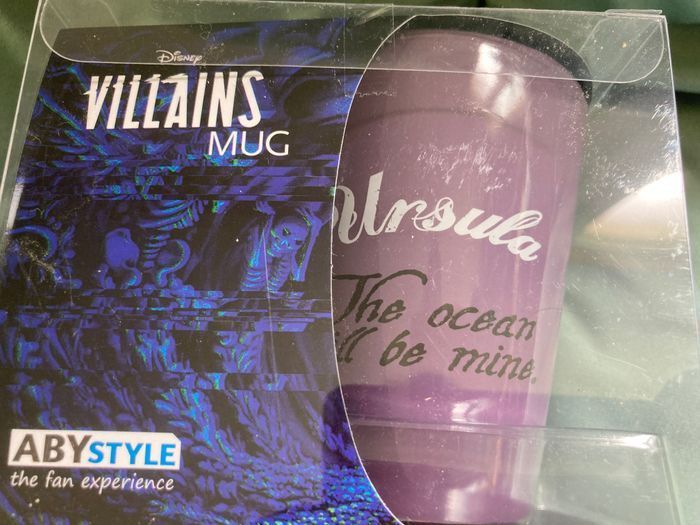 Disney
VILLAINS
MUG
Ursula
The ocean
ill be mine.
ABYSTYLE
the fan experience